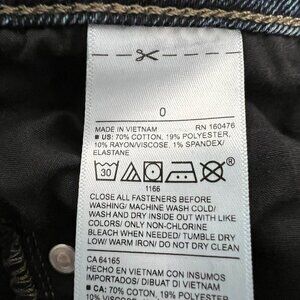 0
MADE IN VIETNAM RN 160476
■ US: 70% COTTON, 19% POLYESTER,
10% RAYON/VISCOSE, 1% SPANDEX/
ELASTANE
30
1166
CLOSE ALL FASTENERS BEFORE
WASHING/ MACHINE WASH COLD/
WASH AND DRY INSIDE OUT WITH LIKE
COLORS/ ONLY NON-CHLORINE
BLEACH WHEN NEEDED/ TUMBLE DRY
LOW/ WARM IRON/ DO NOT DRY CLEAN
CA 64165
HECHO EN VIETNAM CON INSUMOS
IMPORTADOS/ DIBUAT DI VIETNAM
■ CA: 70% COTON, 19% POLYESTER,
10% VISCOSE